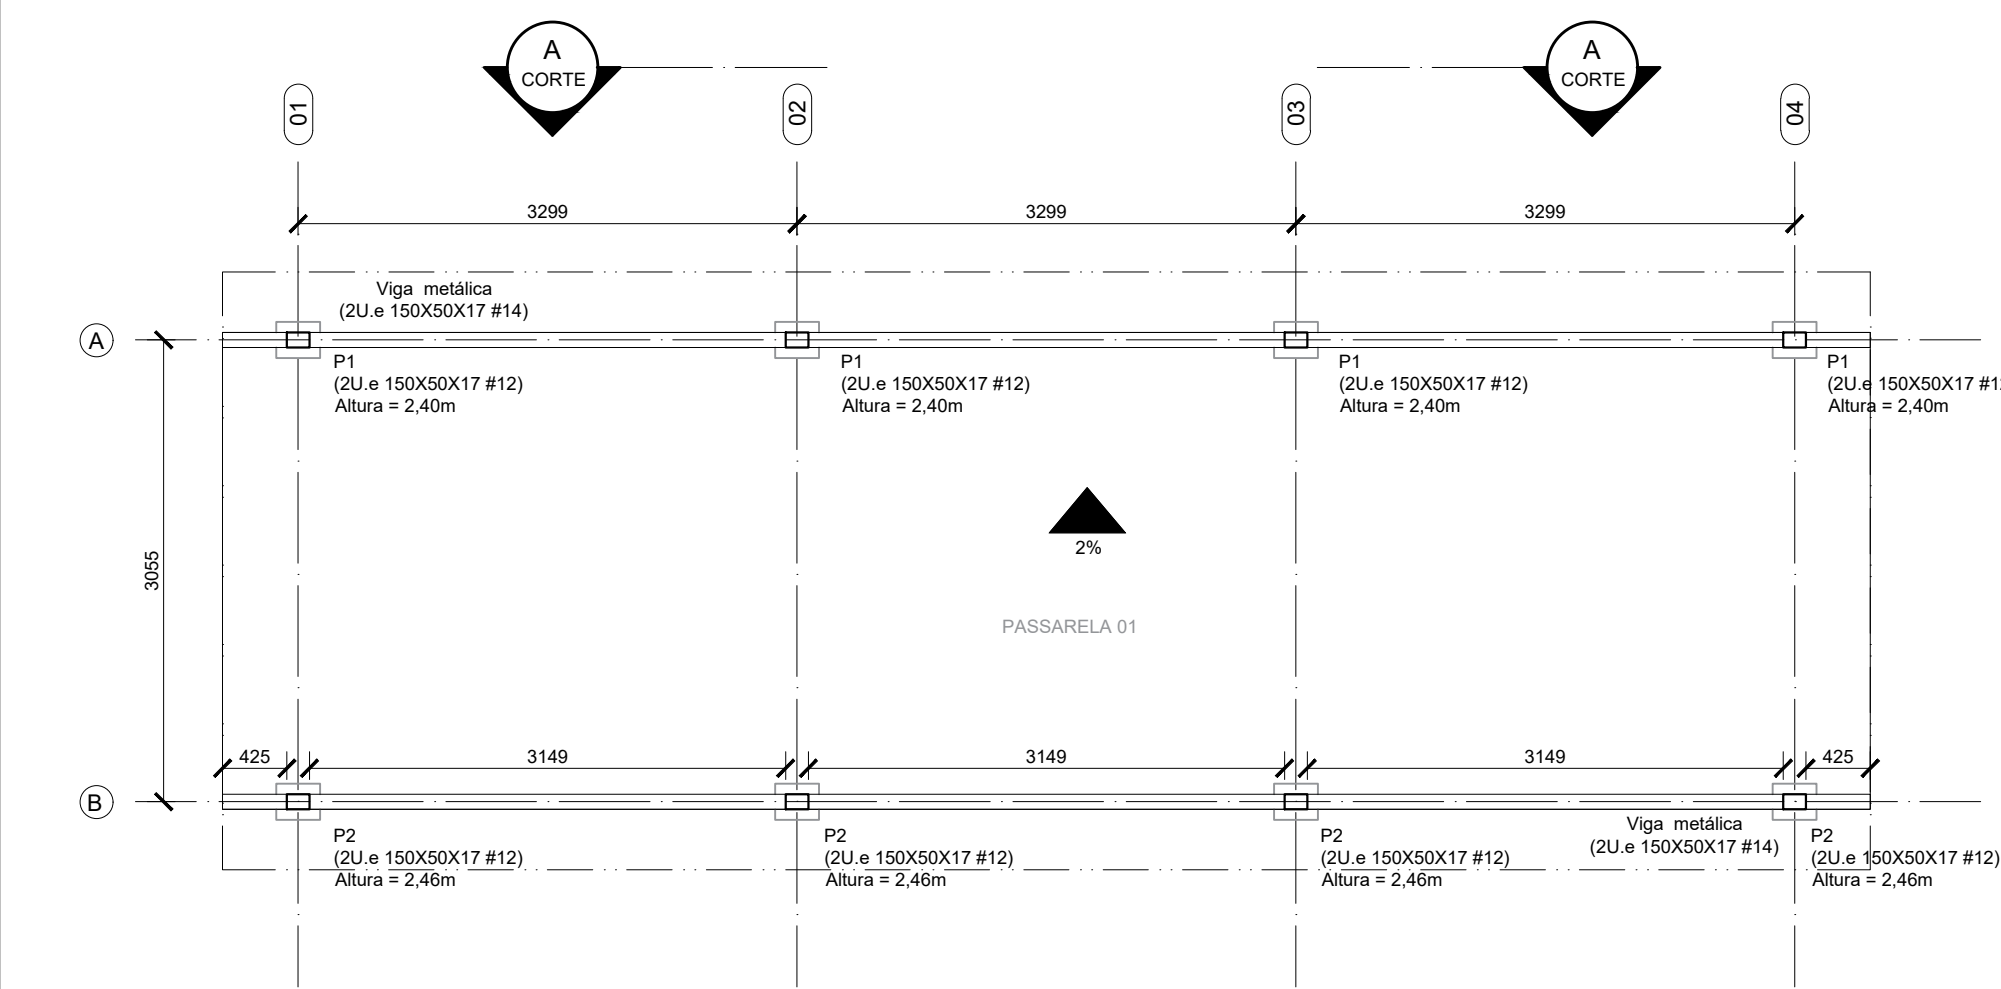 A
CORTE
A
CORTE
01
02
03
04
3299
3299
3299
Viga metálica
(2U.e 150X50X17 #14)
A
P1
(2U.e 150X50X17 #12)
Altura = 2,40m
P1
(2U.e 150X50X17 #12)
Altura = 2,40m
P1
(2U.e 150X50X17 #12)
Altura = 2,40m
P1
(2U.e 150X50X17 #12
Altura = 2,40m
2%
3055
PASSARELA 01
425
3149
3149
3149
425
B
Viga metálica
(2U.e 150X50X17 #14)
P2
(2U.e 150X50X17 #12)
Altura = 2,46m
P2
(2U.e 150X50X17 #12)
Altura = 2,46m
P2
(2U.e 150X50X17 #12)
Altura = 2,46m
P2
(2U.e 150X50X17 #12)
Altura = 2,46m